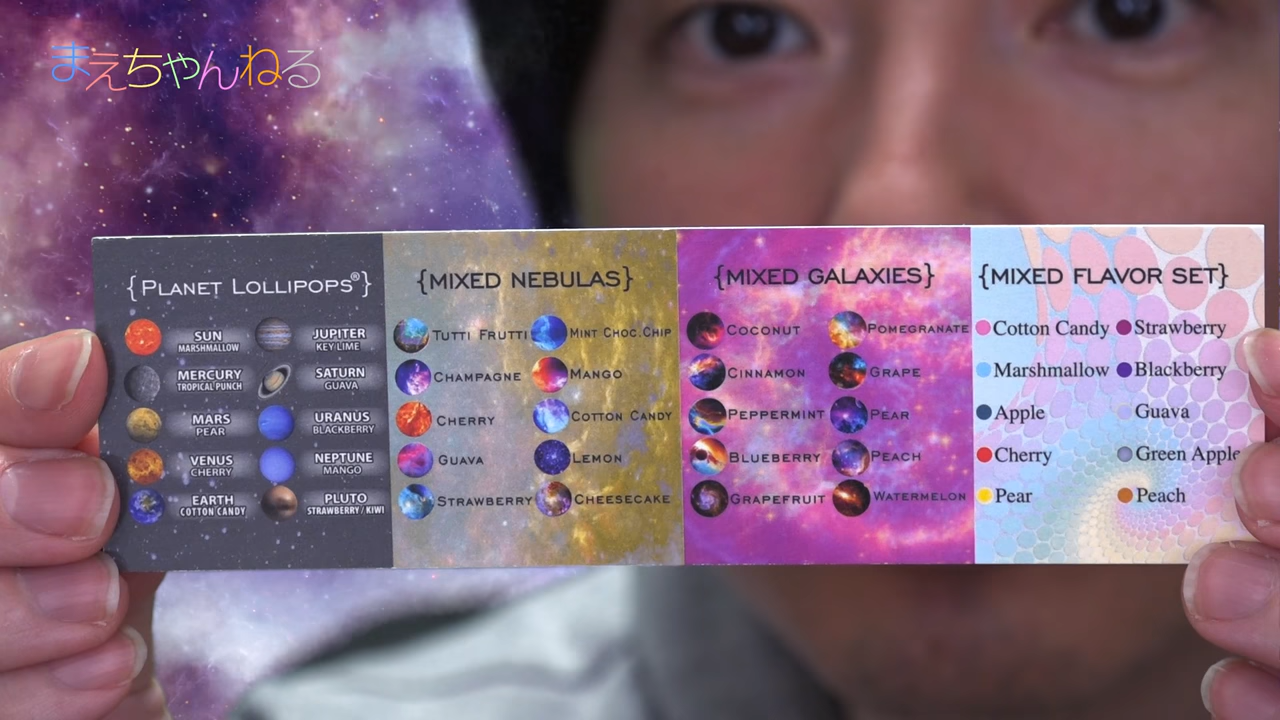 まえちゃんねる
{PLANET LOLLIPOPS®}
SUN
MARSHMALLOW
MERCURY
TROPICAL PUNCH
MARS
PEAR
VENUS
CHERRY
EARTH
COTTON CANDY
JUPITER
KEY LIME
SATURN
GUAVA
URANUS
BLACKBERRY
NEPTUNE
MANGO
PLUTO
STRAWBERRY / KIWI
{MIXED NEBULAS}
TUTTI FRUTTI
CHAMPAGNE
CHERRY
GUAVA
STRAWBERRY
MINT CHOC.CHIP
MANGO
COTTON CANDY
LEMON
CHEESECAKE
{MIXED GALAXIES}
COCONUT
CINNAMON
PEPPERMINT
BLUEBERRY
GRAPEFRUIT
POMEGRANATE
GRAPE
PEAR
PEACH
WATERMELON
{MIXED FLAVOR SET}
Cotton Candy
Marshmallow
Apple
Cherry
Pear
Strawberry
Blackberry
Guava
Green Apple
Peach